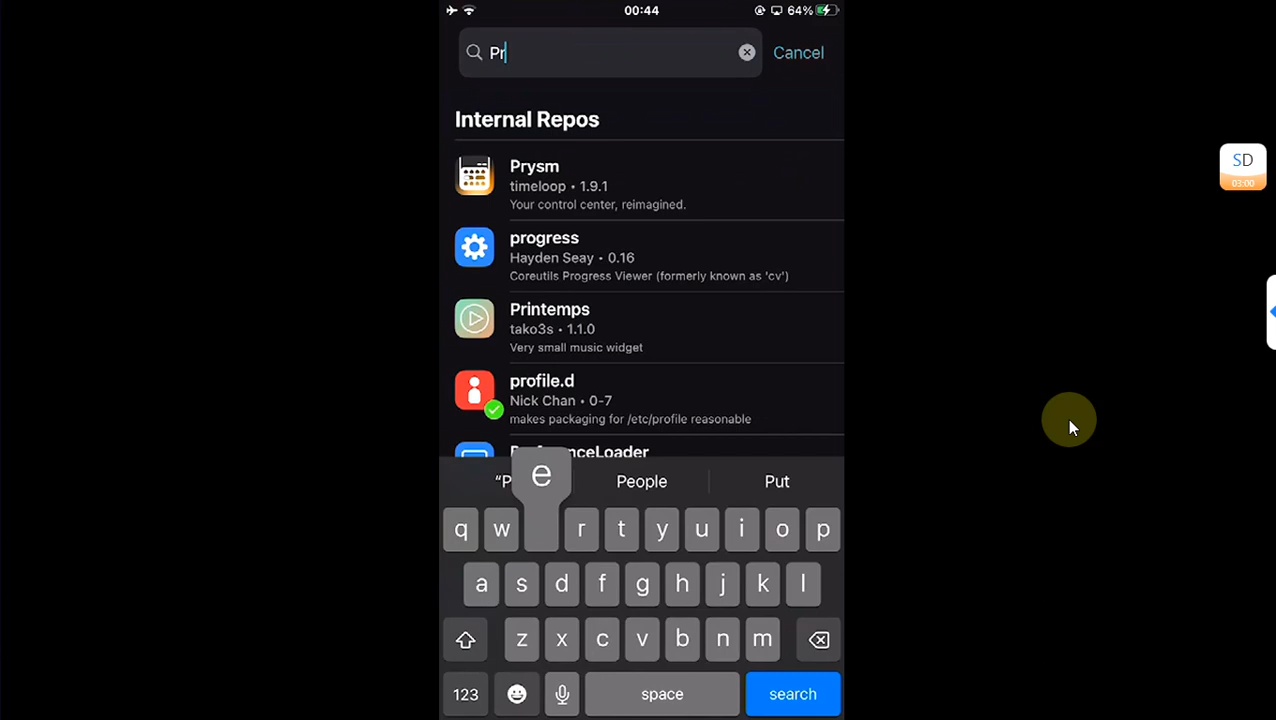 00:44
64%
Pr
Cancel
Internal Repos
Prysm
timeloop • 1.9.1
Your control center, reimagined.
progress
Hayden Seay • 0.16
Coreutils Progress Viewer (formerly known as 'cv')
Printemps
tako3s • 1.1.0
Very small music widget
profile.d
Nick Chan • 0-7
makes packaging for /etc/profile reasonable
e
People
Put
q w r t y u i o p
a s d f g h j k l
z x c v b n m
123
space
search
SD
03:00